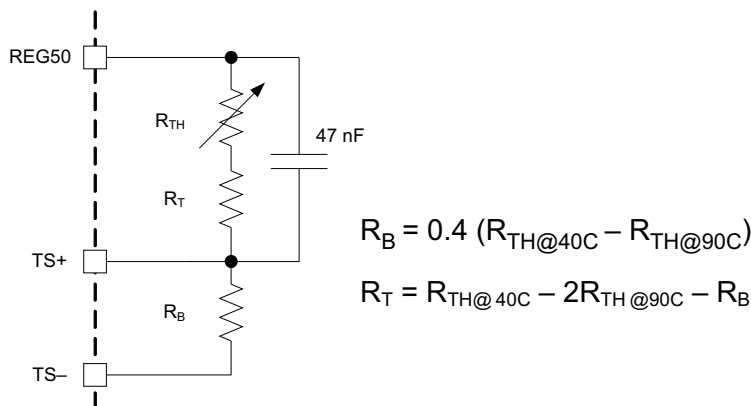 REG50
R_TH
47 nF
R_T
R_B = 0.4 (R_TH@40C – R_TH@90C)
TS+
R_T = R_TH@ 40C – 2R_TH @90C – R_B
R_B
TS–